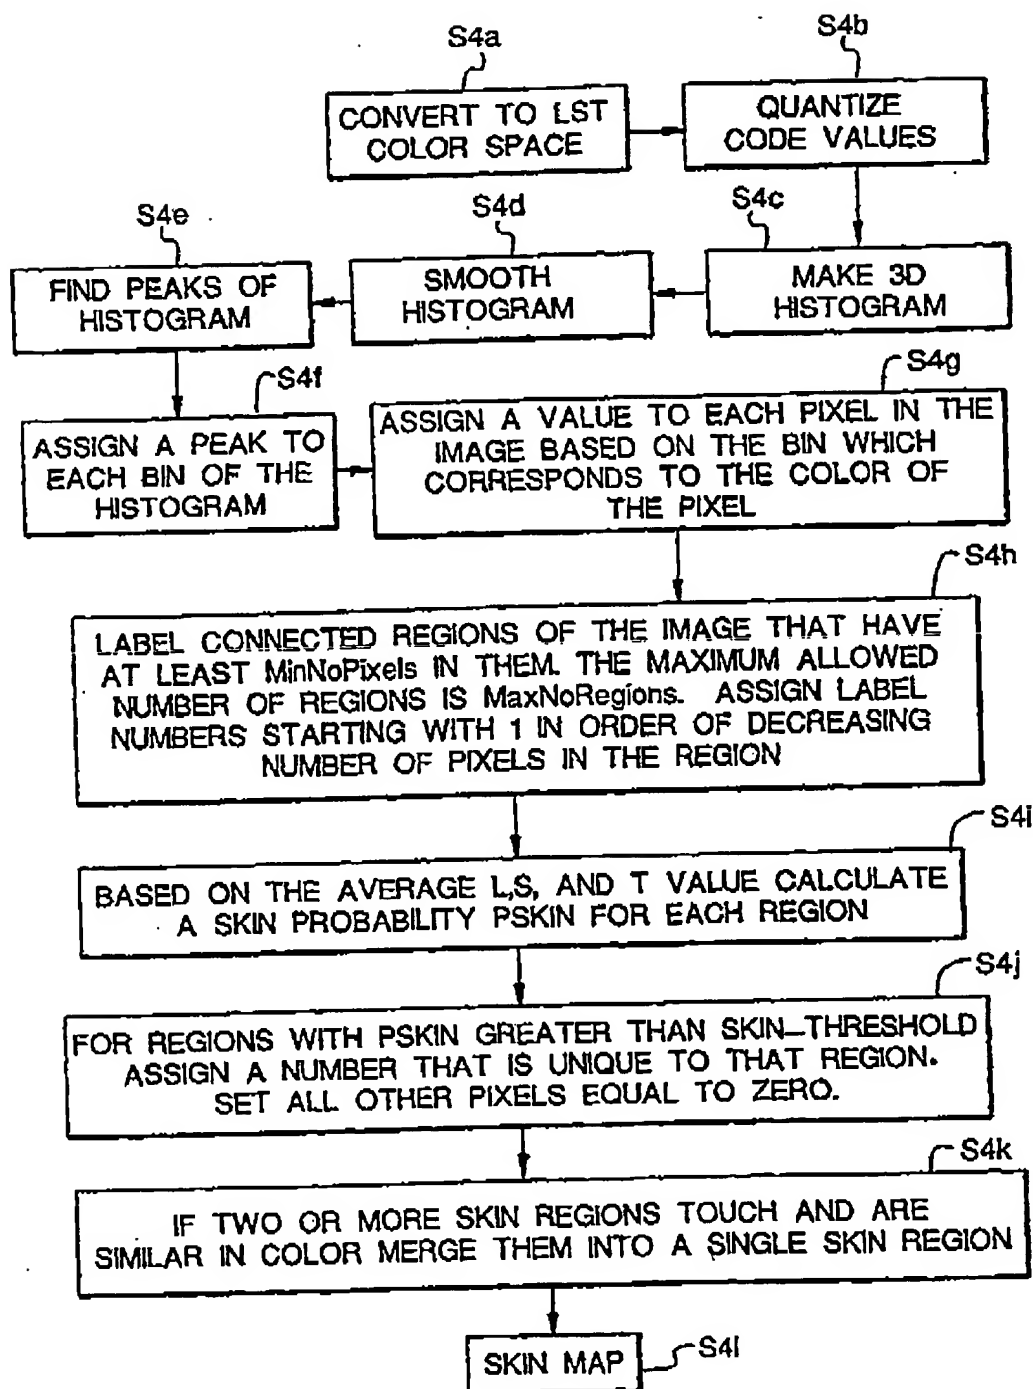 S4a
CONVERT TO LST
COLOR SPACE
S4b
QUANTIZE
CODE VALUES
S4c
MAKE 3D
HISTOGRAM
S4d
SMOOTH
HISTOGRAM
S4e
FIND PEAKS OF
HISTOGRAM
S4f
ASSIGN A PEAK TO
EACH BIN OF THE
HISTOGRAM
S4g
ASSIGN A VALUE TO EACH PIXEL IN THE
IMAGE BASED ON THE BIN WHICH
CORRESPONDS TO THE COLOR OF
THE PIXEL
S4h
LABEL CONNECTED REGIONS OF THE IMAGE THAT HAVE
AT LEAST MinNoPixels IN THEM. THE MAXIMUM ALLOWED
NUMBER OF REGIONS IS MaxNoRegions. ASSIGN LABEL
NUMBERS STARTING WITH 1 IN ORDER OF DECREASING
NUMBER OF PIXELS IN THE REGION
S4i
BASED ON THE AVERAGE L,S, AND T VALUE CALCULATE
A SKIN PROBABILITY PSKIN FOR EACH REGION
S4j
FOR REGIONS WITH PSKIN GREATER THAN SKIN-THRESHOLD
ASSIGN A NUMBER THAT IS UNIQUE TO THAT REGION.
SET ALL OTHER PIXELS EQUAL TO ZERO.
S4k
IF TWO OR MORE SKIN REGIONS TOUCH AND ARE
SIMILAR IN COLOR MERGE THEM INTO A SINGLE SKIN REGION
SKIN MAP
S4l